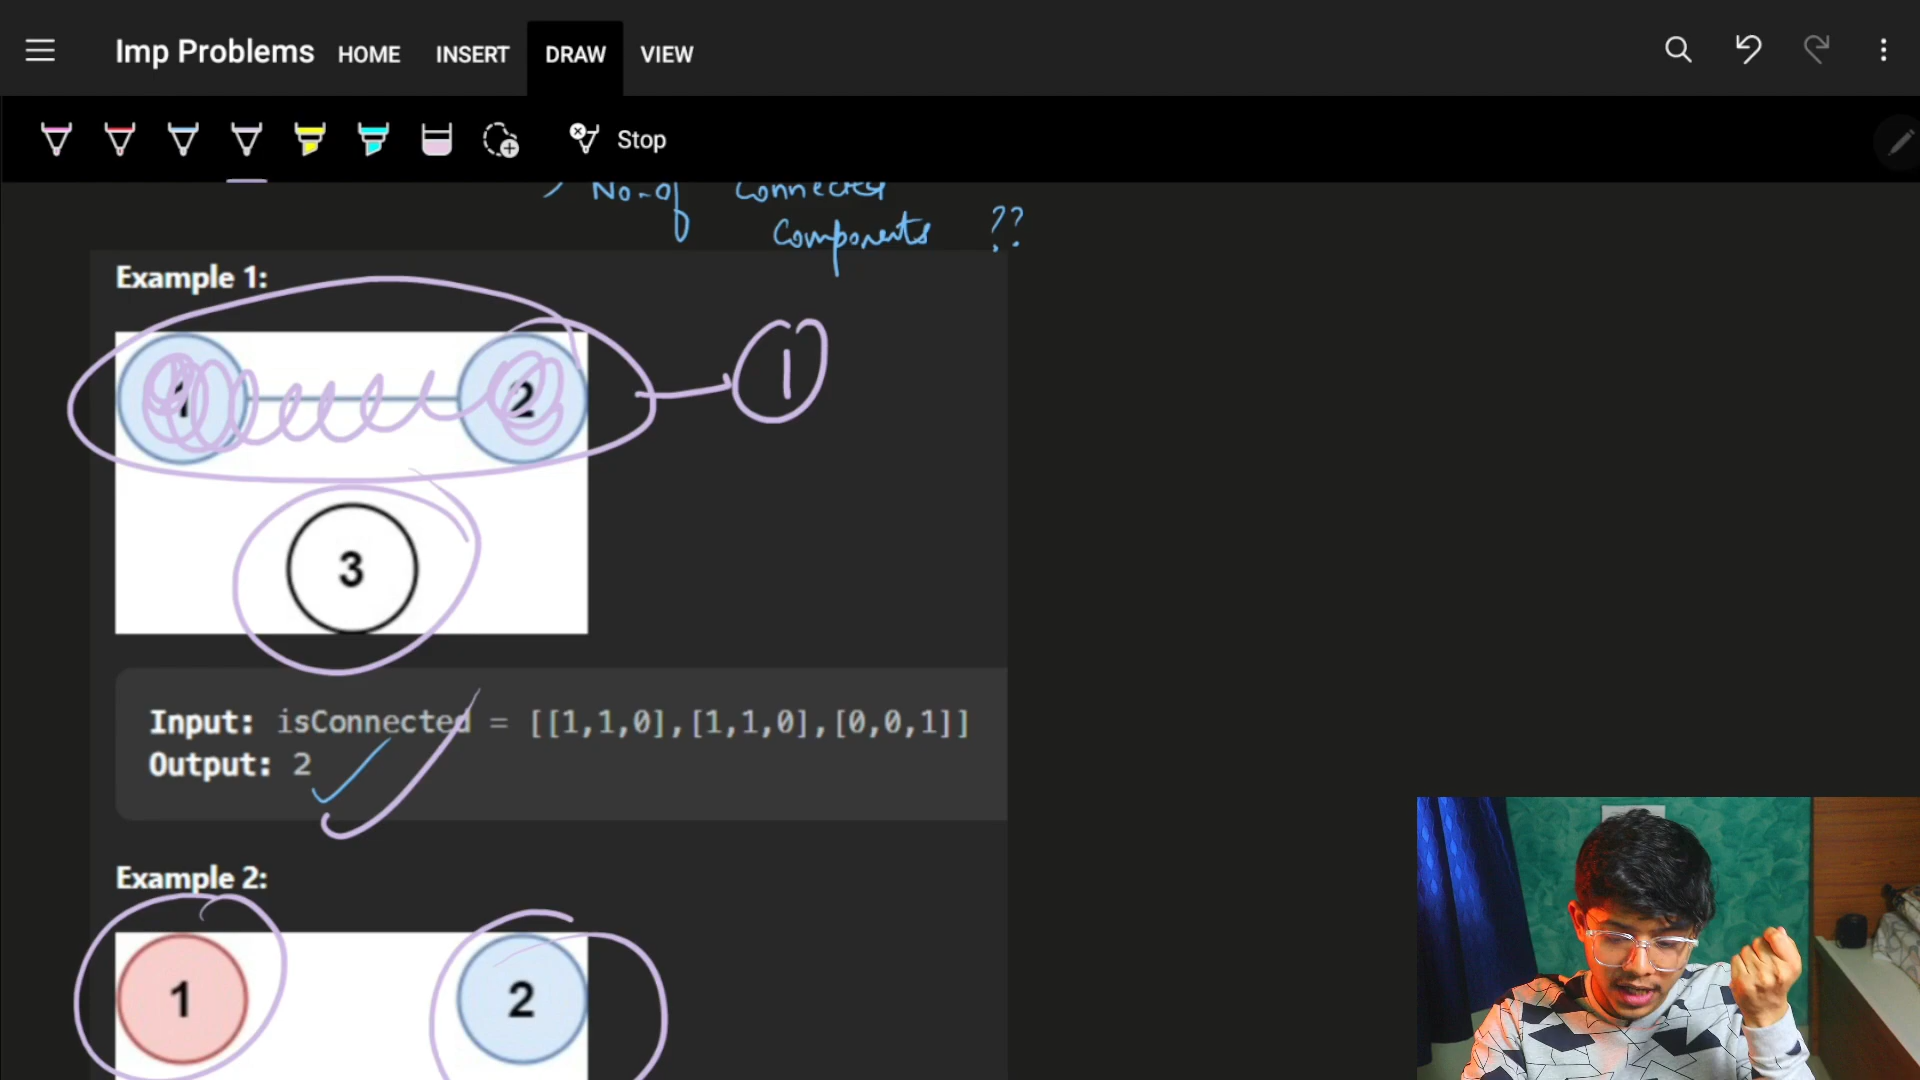 Imp Problems HOME INSERT DRAW VIEW
Stop
No. of Connected
Components ??
Example 1:
1 2
1
3
Input: isConnected = [[1,1,0],[1,1,0],[0,0,1]]
Output: 2
Example 2:
1 2